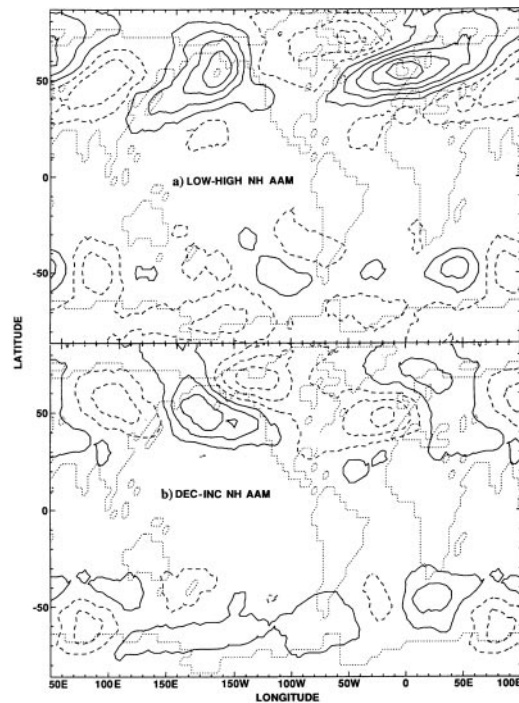 50
0
-50
a) LOW-HIGH NH AAM
LATITUDE
50
0
-50
b) DEC-INC NH AAM
50E 100E 150E 150W 100W 50W 0 50E 100E
LONGITUDE